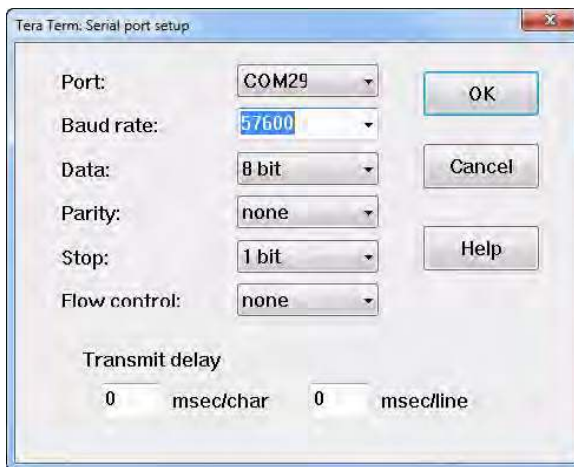 Tera Term: Serial port setup
Port: COM29
OK
Baud rate: 57600
Data: 8 bit
Cancel
Parity: none
Stop: 1 bit
Help
Flow control: none
Transmit delay
0 msec/char 0 msec/line